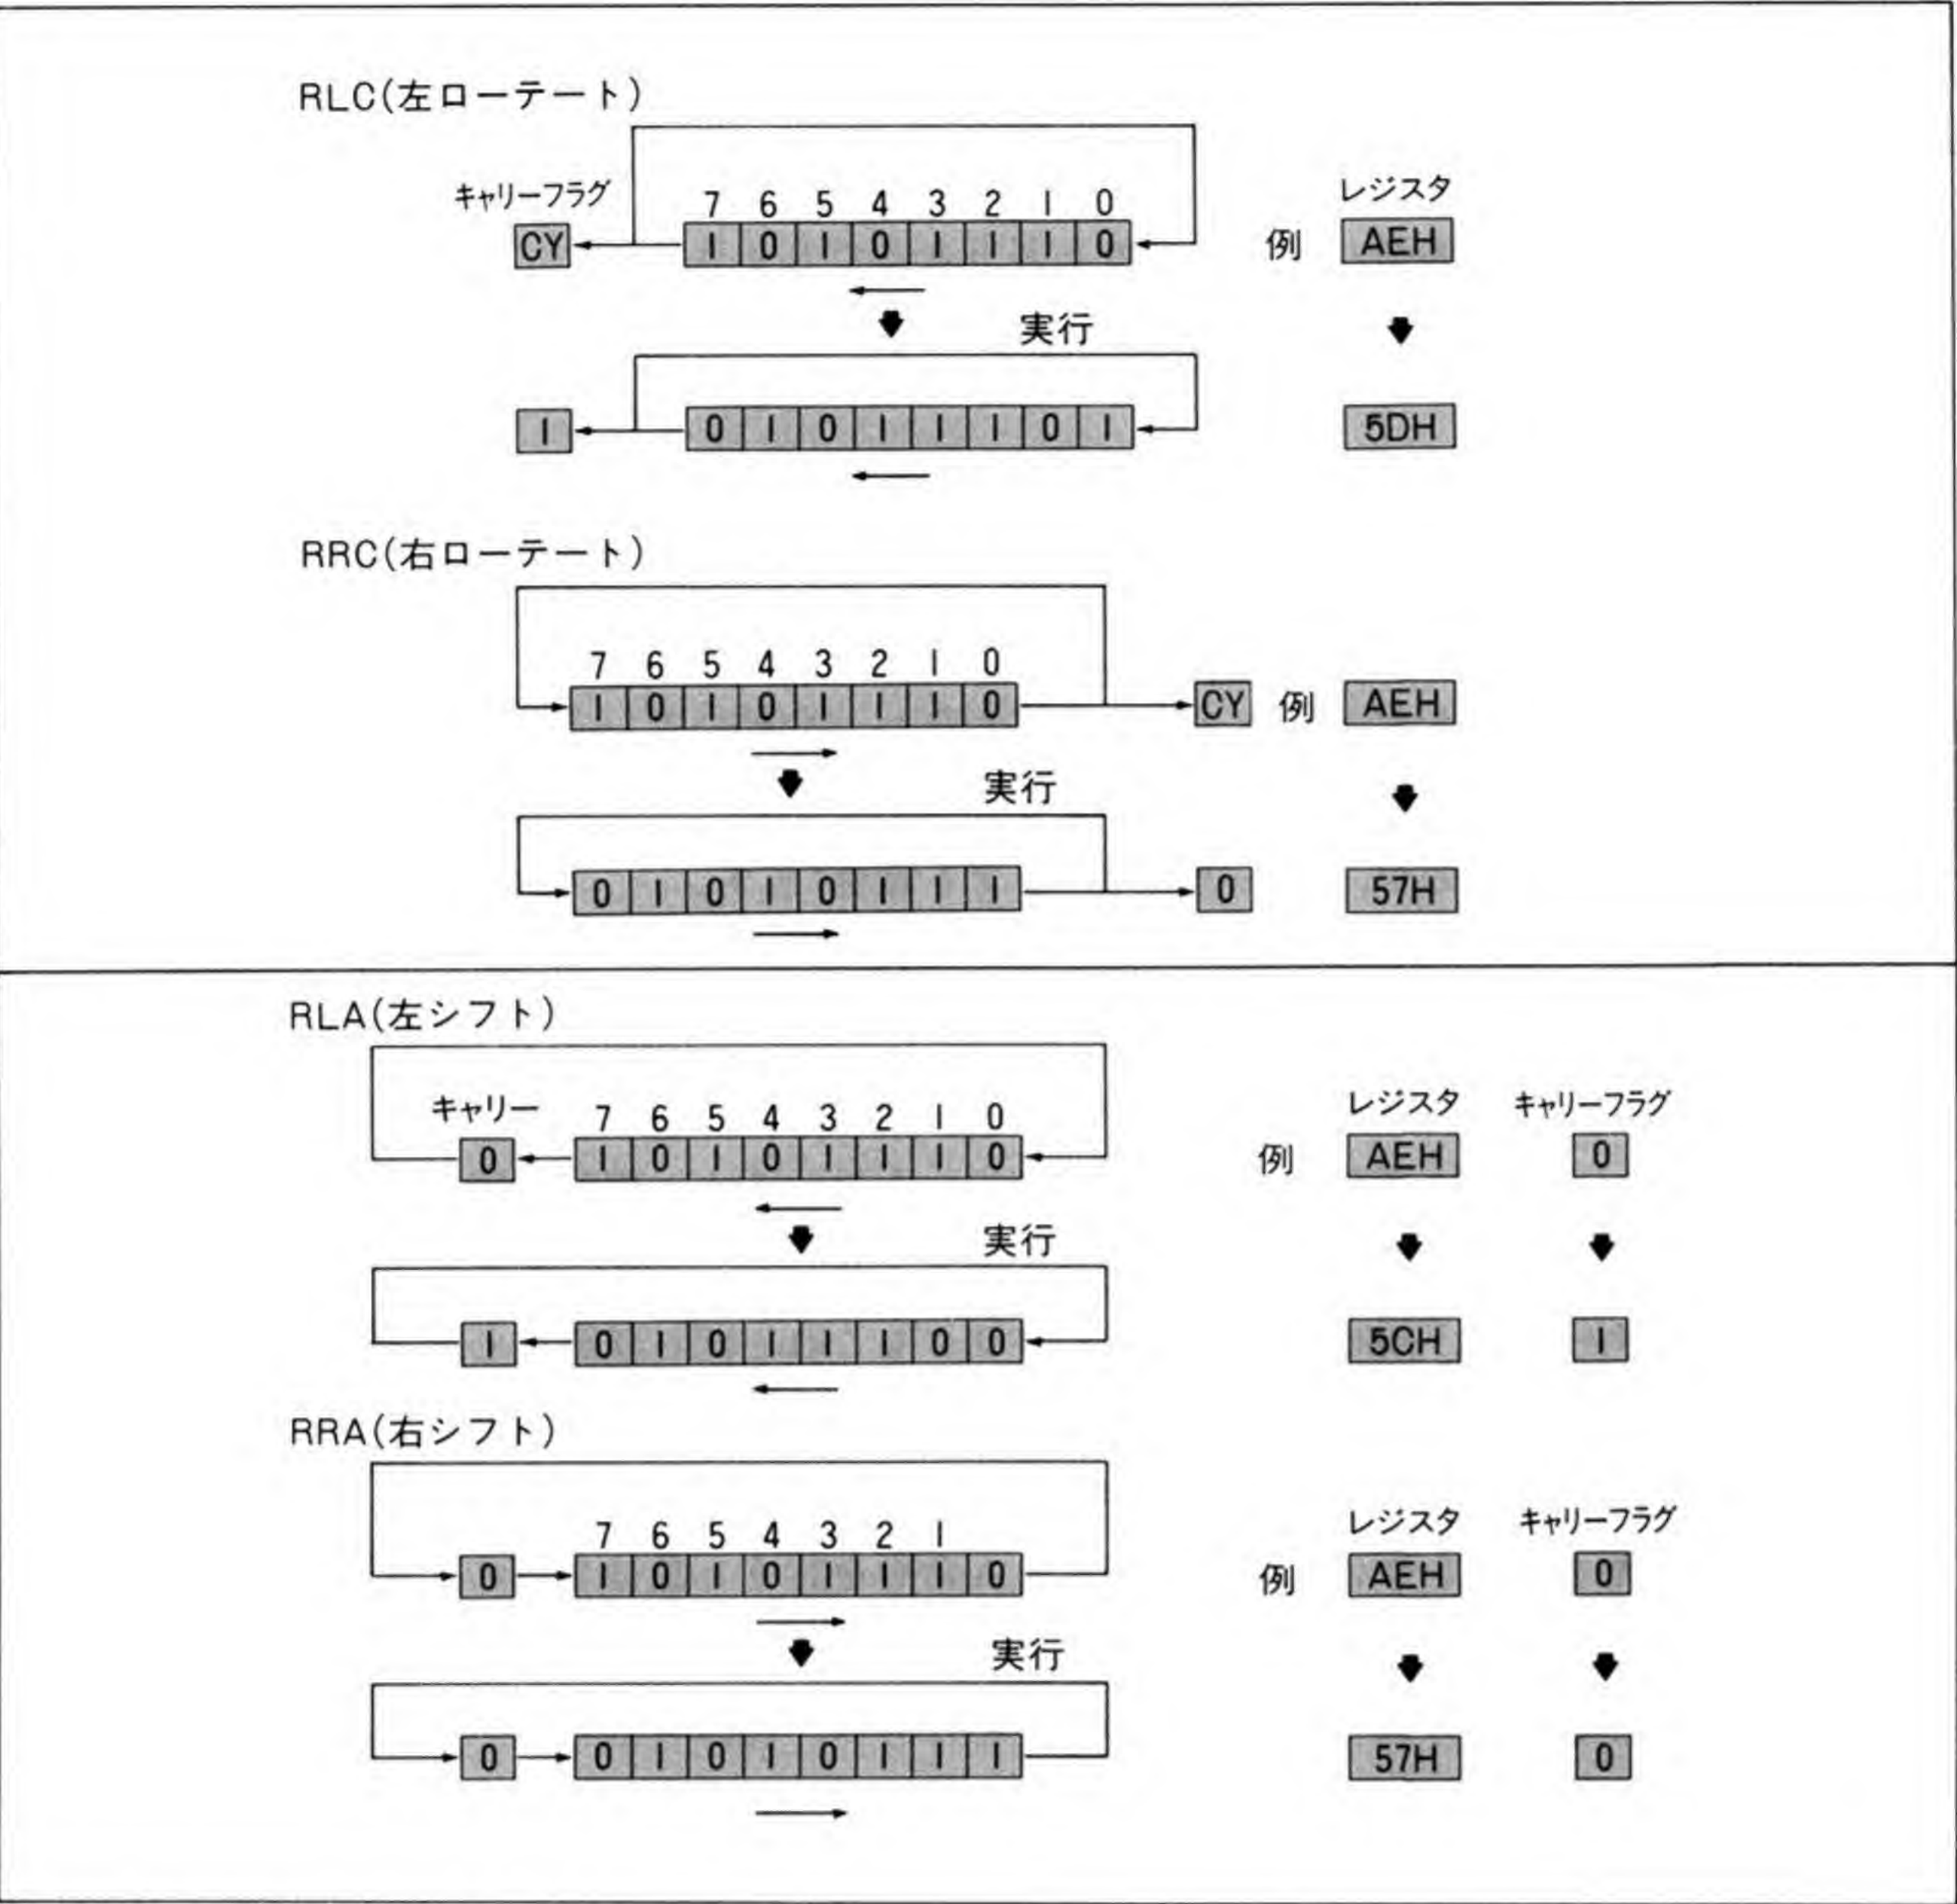 RLC(左ローテート)
キャリーフラグ 7 6 5 4 3 2 1 0 レジスタ
CY 1 0 1 0 1 1 1 0 例 AEH
実行
1 0 1 0 1 1 1 0 1 5DH
RRC(右ローテート)
7 6 5 4 3 2 1 0
1 0 1 0 1 1 1 0 CY 例 AEH
実行
0 1 0 1 0 1 1 1 0 57H
RLA(左シフト)
キャリー 7 6 5 4 3 2 1 0 レジスタ キャリーフラグ
0 1 0 1 0 1 1 1 0 例 AEH 0
実行
1 0 1 0 1 1 1 0 0 5CH 1
RRA(右シフト)
7 6 5 4 3 2 1 レジスタ キャリーフラグ
0 1 0 1 0 1 1 1 0 例 AEH 0
実行
0 0 1 0 1 0 1 1 1 57H 0